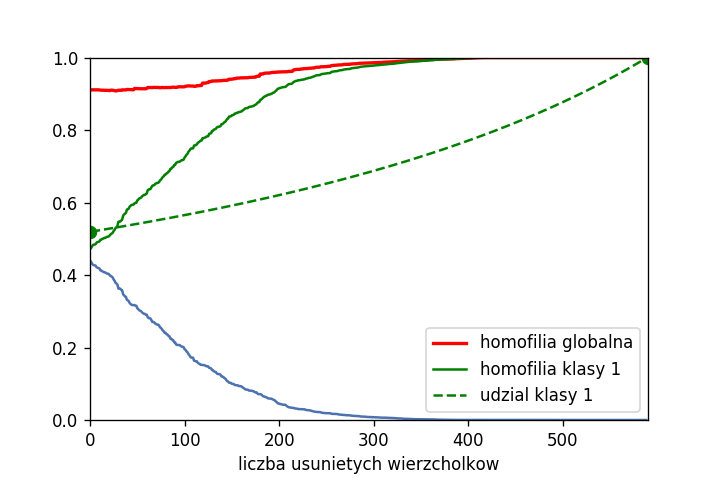 1.0
0.8
0.6
0.4
0.2
0.0
0 100 200 300 400 500
liczba usunietych wierzcholkow
homofilia globalna
homofilia klasy 1
udzial klasy 1